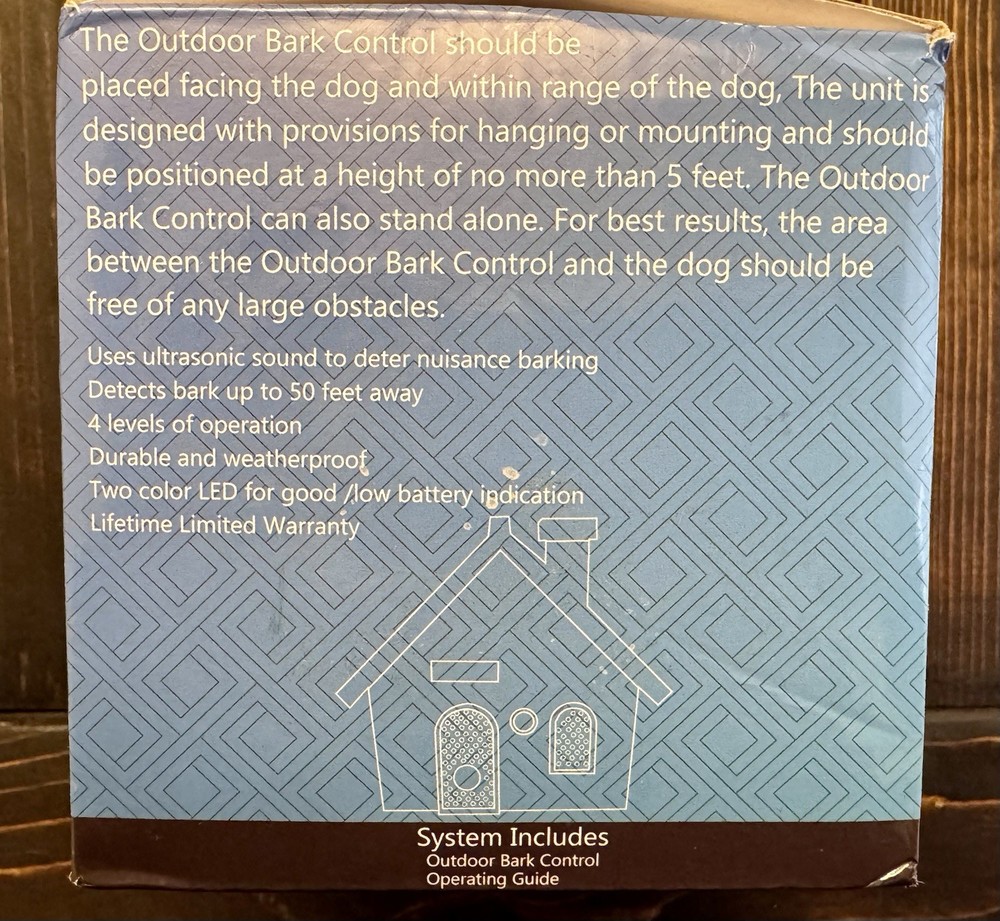 The Outdoor Bark Control should be
placed facing the dog and within range of the dog, The unit is
designed with provisions for hanging or mounting and should
be positioned at a height of no more than 5 feet. The Outdoor
Bark Control can also stand alone. For best results, the area
between the Outdoor Bark Control and the dog should be
free of any large obstacles.
Uses ultrasonic sound to deter nuisance barking
Detects bark up to 50 feet away
4 levels of operation
Durable and weatherproof
Two color LED for good /low battery indication
Lifetime Limited Warranty
System Includes
Outdoor Bark Control
Operating Guide